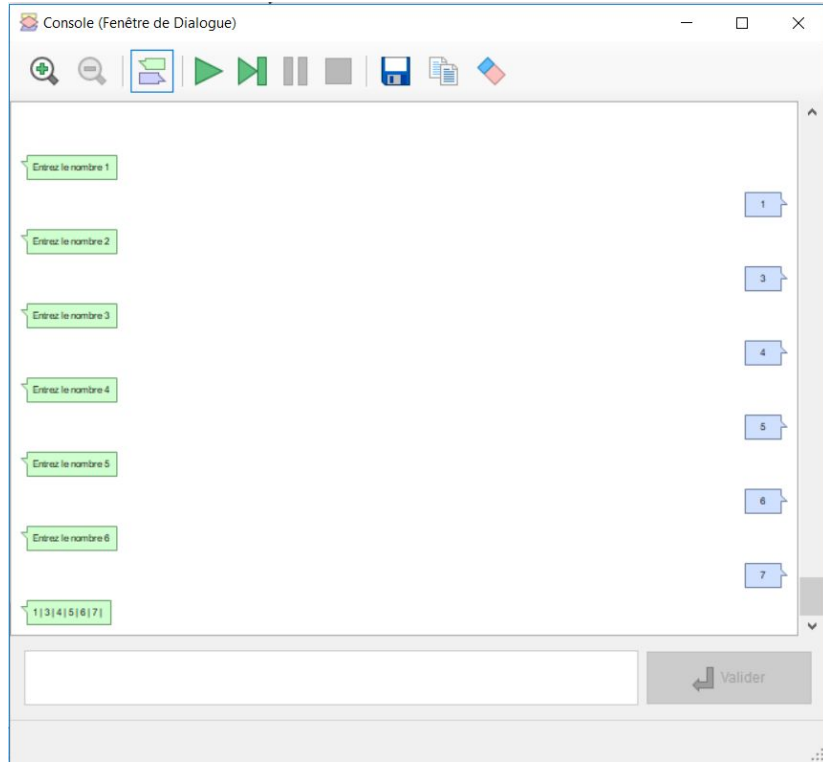 Console (Fenêtre de Dialogue)
Entrez le nombre 1
1
Entrez le nombre 2
3
Entrez le nombre 3
4
Entrez le nombre 4
5
Entrez le nombre 5
6
Entrez le nombre 6
7
1|3|4|5|6|7|
Valider